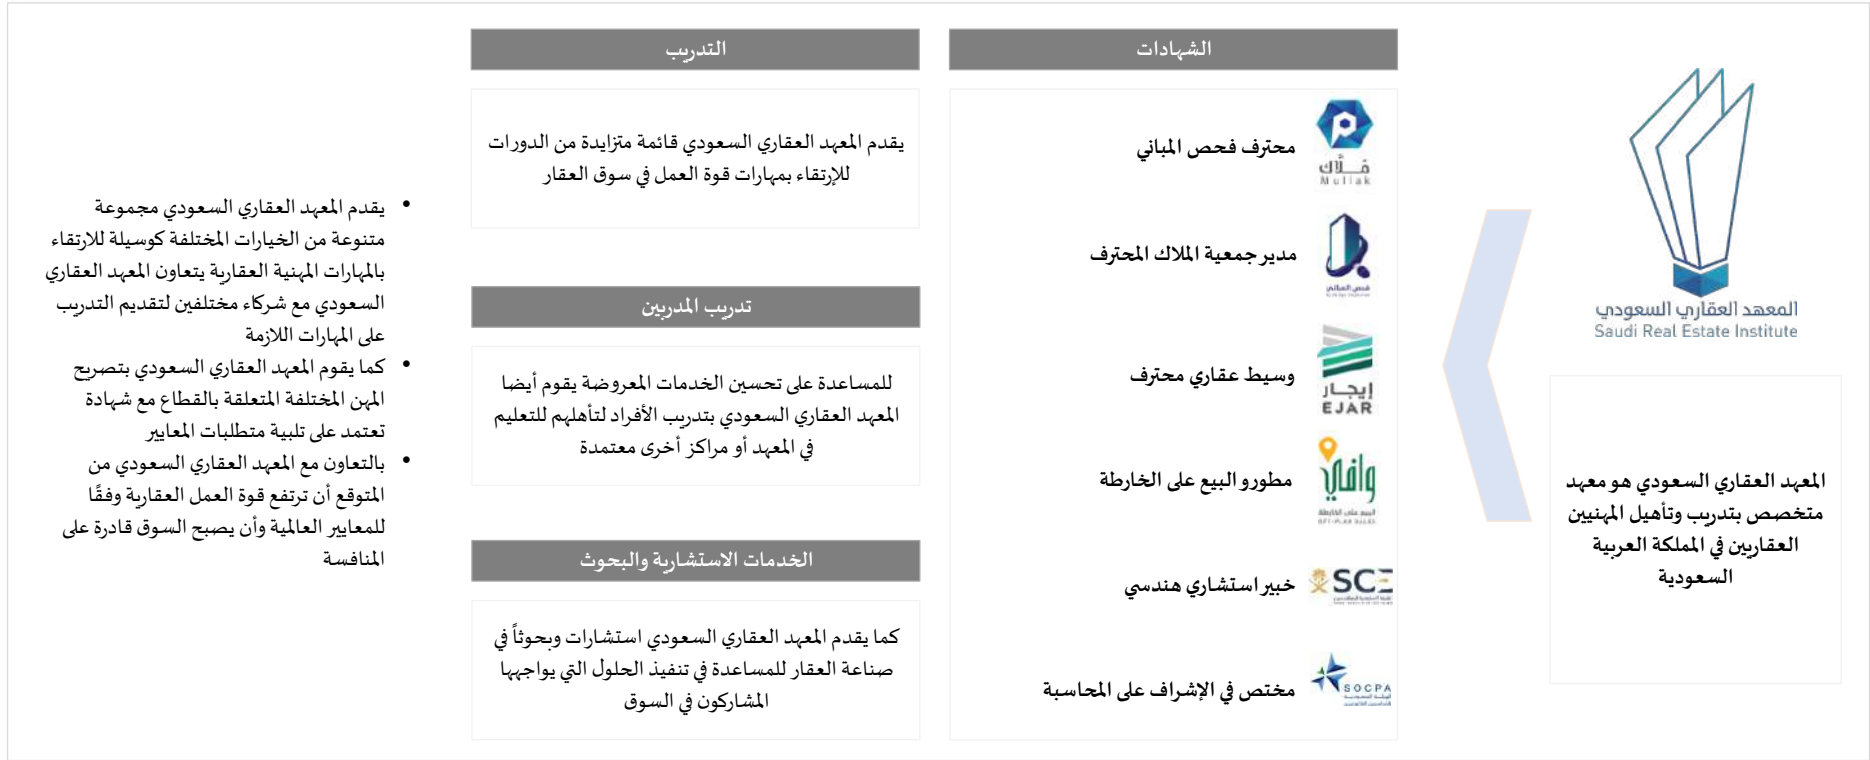 المعهد العقاري السعودي
Saudi Real Estate Institute
المعهد العقاري السعودي هو معهد
متخصص بتدريب وتأهيل المهنيين
العقاريين في المملكة العربية
السعودية
الشهادات
مُلّاك
Mullak
محترف فحص المباني
فحص المباني
مدير جمعية الملاك المحترف
إيجار
EJAR
وسيط عقاري محترف
وافي
البيع على الخارطة
OFF-PLAN SALES
مطورو البيع على الخارطة
SCE
خبير استشاري هندسي
SOCPA
مختص في الإشراف على المحاسبة
التدريب
يقدم المعهد العقاري السعودي قائمة متزايدة من الدورات
للإرتقاء بمهارات قوة العمل في سوق العقار
تدريب المدربين
للمساعدة على تحسين الخدمات المعروضة يقوم أيضا
المعهد العقاري السعودي بتدريب الأفراد لتأهلهم للتعليم
في المعهد أو مراكز أخرى معتمدة
الخدمات الاستشارية والبحوث
كما يقدم المعهد العقاري السعودي استشارات وبحوثاً في
صناعة العقار للمساعدة في تنفيذ الحلول التي يواجهها
المشاركون في السوق
• يقدم المعهد العقاري السعودي مجموعة
متنوعة من الخيارات المختلفة كوسيلة للارتقاء
بالمهارات المهنية العقارية يتعاون المعهد العقاري
السعودي مع شركاء مختلفين لتقديم التدريب
على المهارات اللازمة
• كما يقوم المعهد العقاري السعودي بتصريح
المهن المختلفة المتعلقة بالقطاع مع شهادة
تعتمد على تلبية متطلبات المعايير
• بالتعاون مع المعهد العقاري السعودي من
المتوقع أن ترتفع قوة العمل العقارية وفقًا
للمعايير العالمية وأن يصبح السوق قادرة على
المنافسة